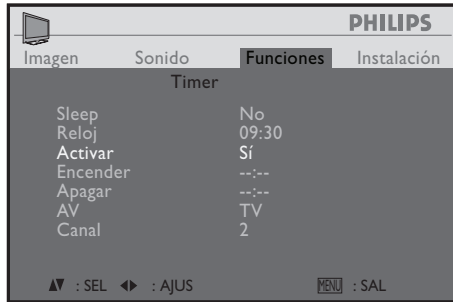 PHILIPS
Imagen Sonido Funciones Instalación
Timer
Sleep No
Reloj 09:30
Activar Sí
Encender --:--
Apagar --:--
AV TV
Canal 2
: SEL : AJUS MENU : SAL